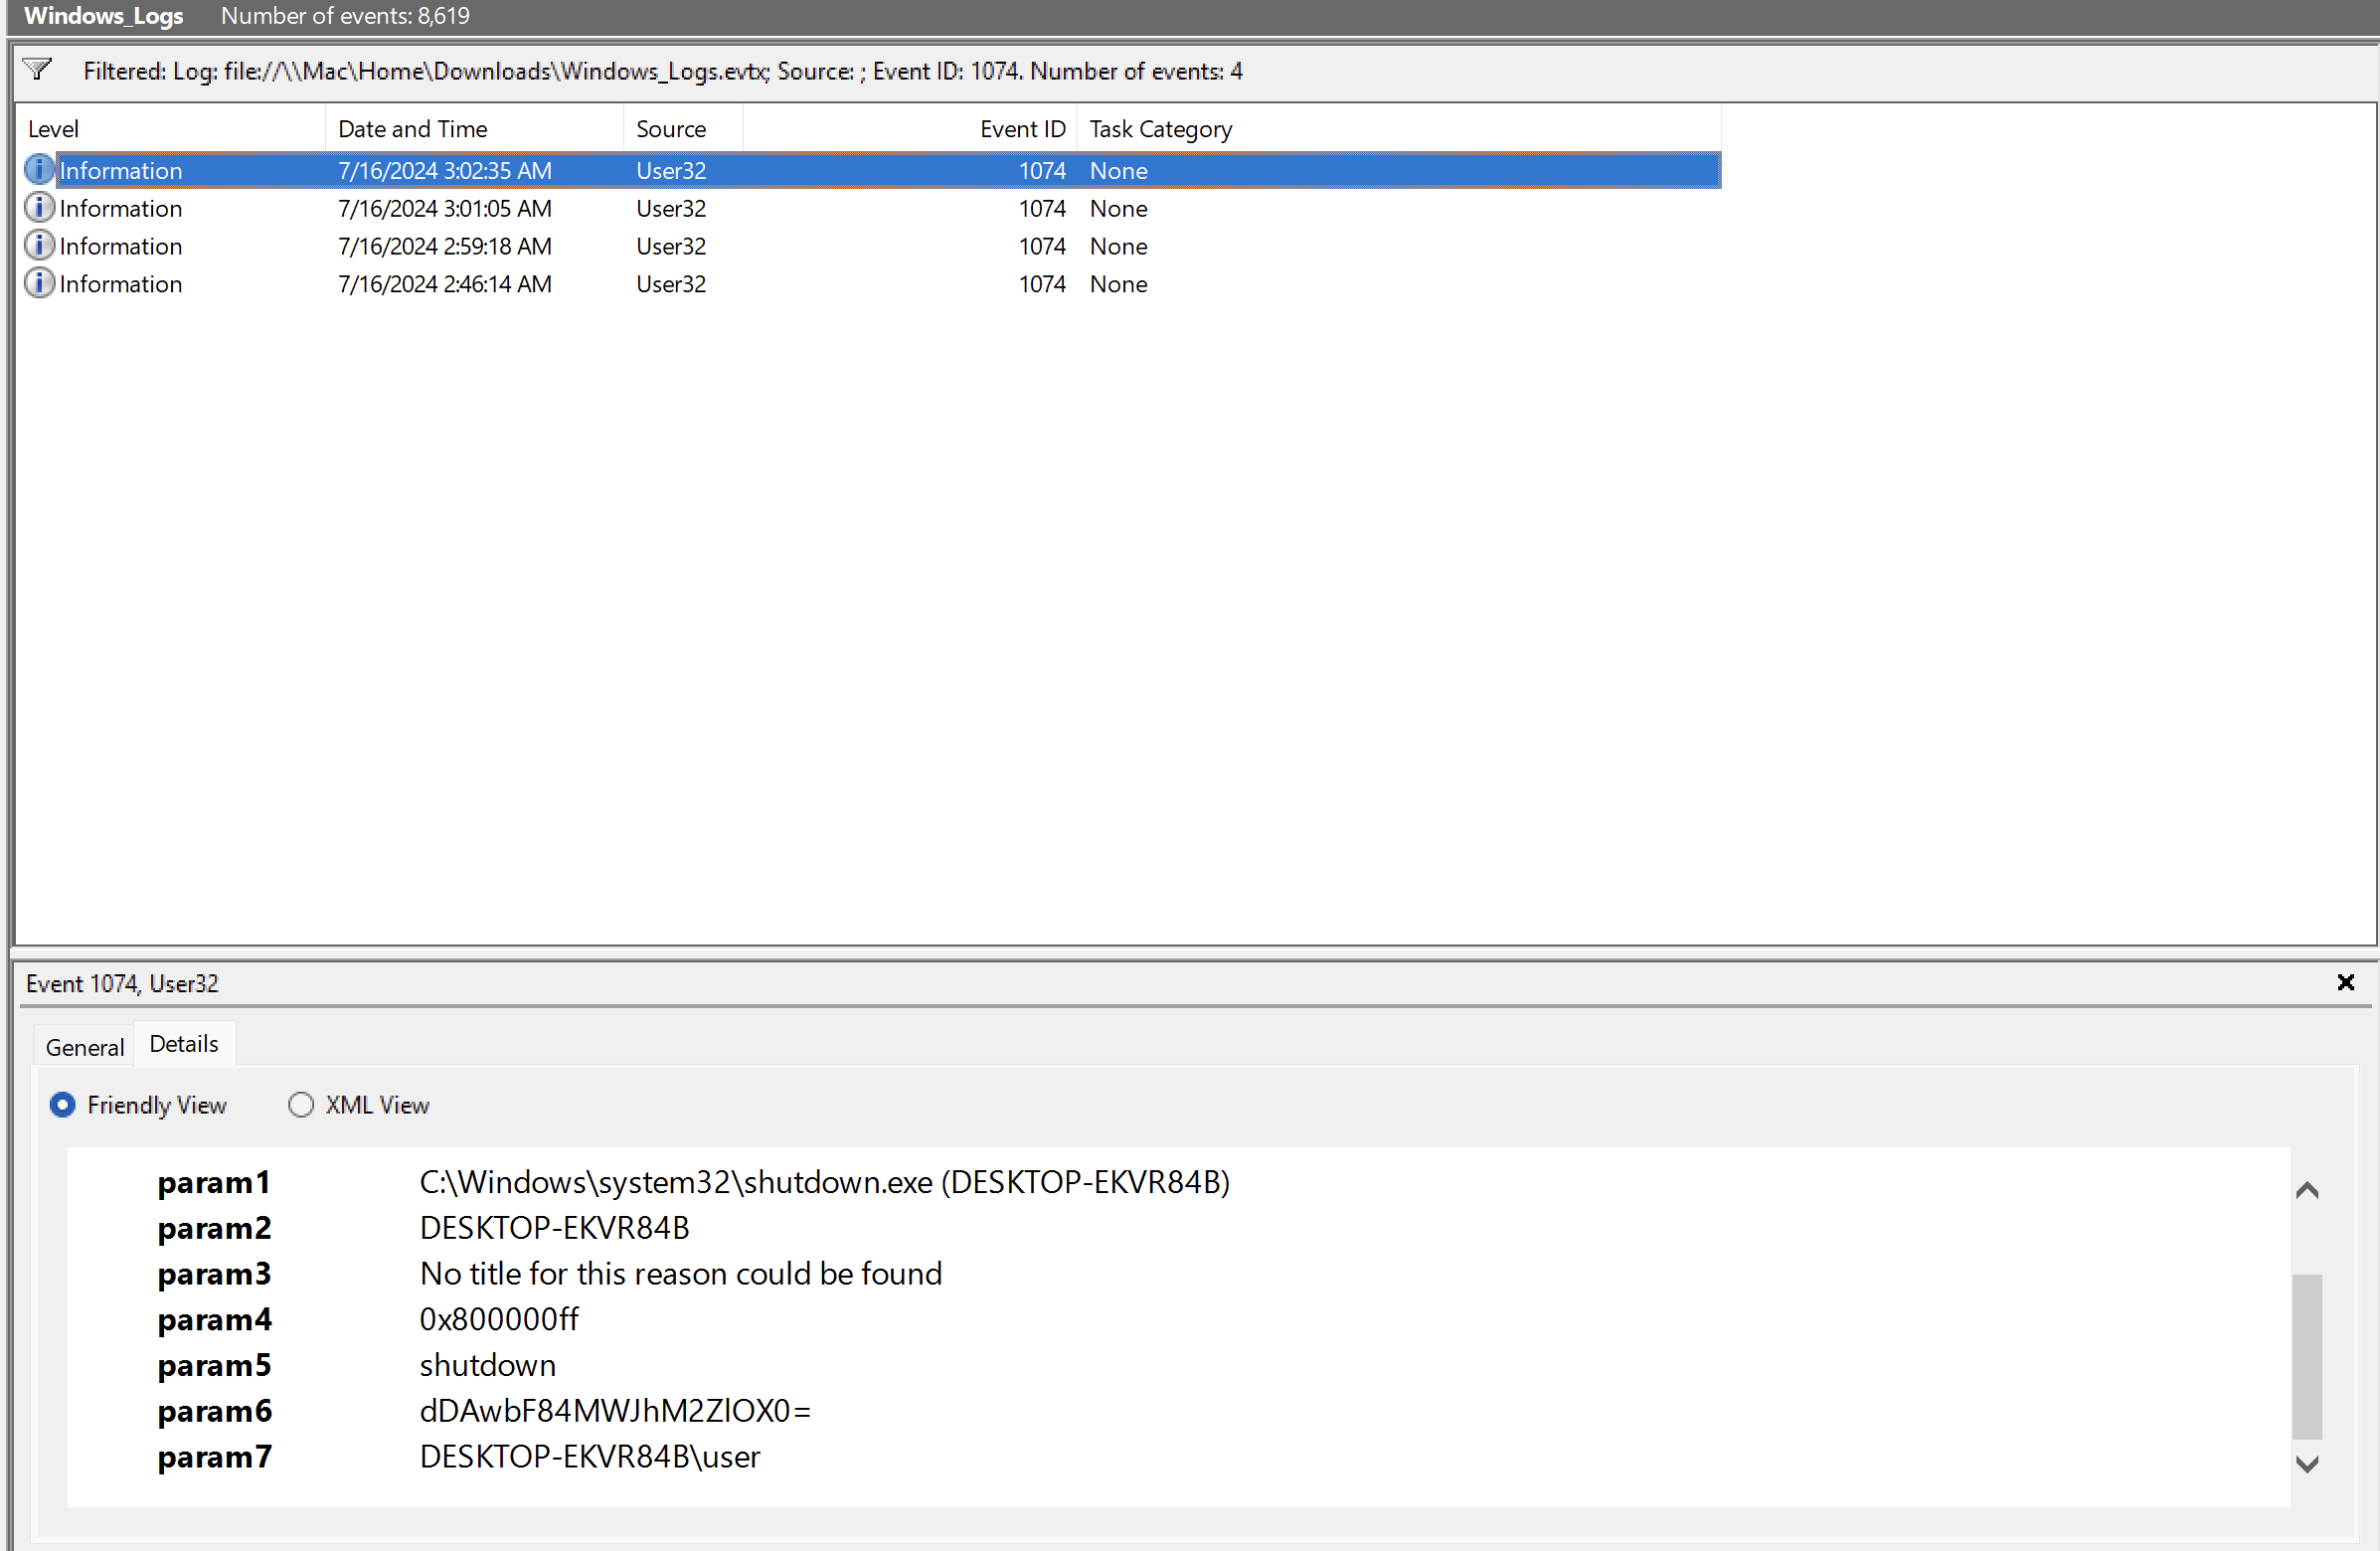 Windows_Logs Number of events: 8,619
Filtered: Log: file://\\Mac\Home\Downloads\Windows_Logs.evtx; Source: ; Event ID: 1074. Number of events: 4
Level Date and Time Source Event ID Task Category
Information 7/16/2024 3:02:35 AM User32 1074 None
Information 7/16/2024 3:01:05 AM User32 1074 None
Information 7/16/2024 2:59:18 AM User32 1074 None
Information 7/16/2024 2:46:14 AM User32 1074 None
Event 1074, User32
General Details
Friendly View XML View
param1 C:\Windows\system32\shutdown.exe (DESKTOP-EKVR84B)
param2 DESKTOP-EKVR84B
param3 No title for this reason could be found
param4 0x800000ff
param5 shutdown
param6 dDAwbF84MWJhM2ZlOX0=
param7 DESKTOP-EKVR84B\user